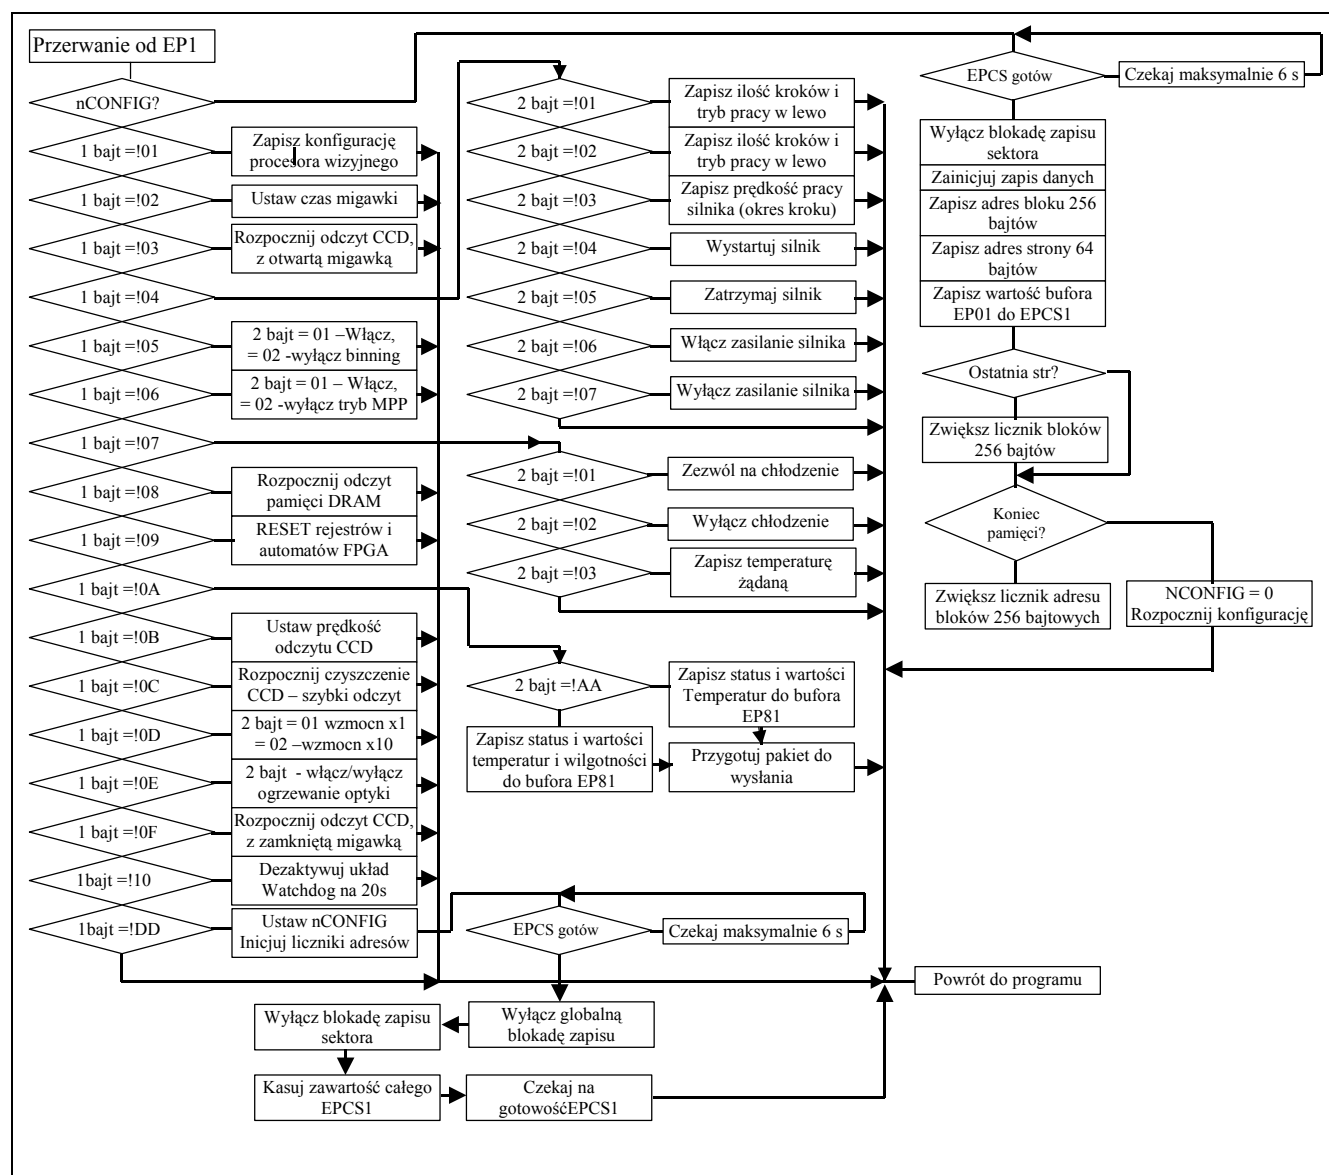 Przerwanie od EP1
nCONFIG?
1 bajt =!01
Zapisz konfigurację
procesora wizyjnego
1 bajt =!02
Ustaw czas migawki
1 bajt =!03
Rozpocznij odczyt CCD,
z otwartą migawką
1 bajt =!04
1 bajt =!05
2 bajt = 01 –Włącz,
= 02 -wyłącz binning
1 bajt =!06
2 bajt = 01 – Włącz,
= 02 -wyłącz tryb MPP
1 bajt =!07
1 bajt =!08
Rozpocznij odczyt
pamięci DRAM
1 bajt =!09
RESET rejestrów i
automatów FPGA
1 bajt =!0A
1 bajt =!0B
Ustaw prędkość
odczytu CCD
1 bajt =!0C
Rozpocznij czyszczenie
CCD – szybki odczyt
1 bajt =!0D
2 bajt = 01 wzmocn x1
= 02 –wzmocn x10
1 bajt =!0E
2 bajt - włącz/wyłącz
ogrzewanie optyki
1 bajt =!0F
Rozpocznij odczyt CCD,
z zamkniętą migawką
1bajt =!10
Dezaktywuj układ
Watchdog na 20s
1bajt =!DD
Ustaw nCONFIG
Inicjuj liczniki adresów
2 bajt =!01
Zapisz ilość kroków i
tryb pracy w lewo
2 bajt =!02
Zapisz ilość kroków i
tryb pracy w lewo
2 bajt =!03
Zapisz prędkość pracy
silnika (okres kroku)
2 bajt =!04
Wystartuj silnik
2 bajt =!05
Zatrzymaj silnik
2 bajt =!06
Włącz zasilanie silnika
2 bajt =!07
Wyłącz zasilanie silnika
2 bajt =!01
Zezwól na chłodzenie
2 bajt =!02
Wyłącz chłodzenie
2 bajt =!03
Zapisz temperaturę
żądaną
2 bajt =!AA
Zapisz status i wartości
Temperatur do bufora
EP81
Zapisz status i wartości
temperatur i wilgotności
do bufora EP81
Przygotuj pakiet do
wysłania
EPCS gotów
Czekaj maksymalnie 6 s
Wyłącz globalną
blokadę zapisu
Wyłącz blokadę zapisu
sektora
Kasuj zawartość całego
EPCS1
Czekaj na
gotowośćEPCS1
EPCS gotów
Czekaj maksymalnie 6 s
Wyłącz blokadę zapisu
sektora
Zainicjuj zapis danych
Zapisz adres bloku 256
bajtów
Zapisz adres strony 64
bajtów
Zapisz wartość bufora
EP01 do EPCS1
Ostatnia str?
Zwiększ licznik bloków
256 bajtów
Koniec
pamięci?
Zwiększ licznik adresu
bloków 256 bajtowych
NCONFIG = 0
Rozpocznij konfigurację
Powrót do programu